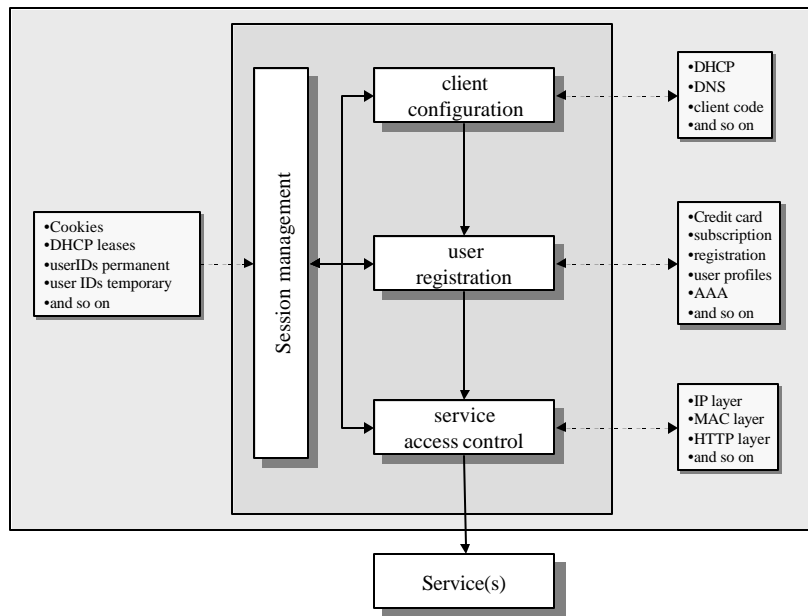 client
configuration
•DHCP
•DNS
•client code
•and so on
Session management
•Cookies
•DHCP leases
•userIDs permanent
•user IDs temporary
•and so on
user
registration
•Credit card
•subscription
•registration
•user profiles
•AAA
•and so on
service
access control
•IP layer
•MAC layer
•HTTP layer
•and so on
Service(s)